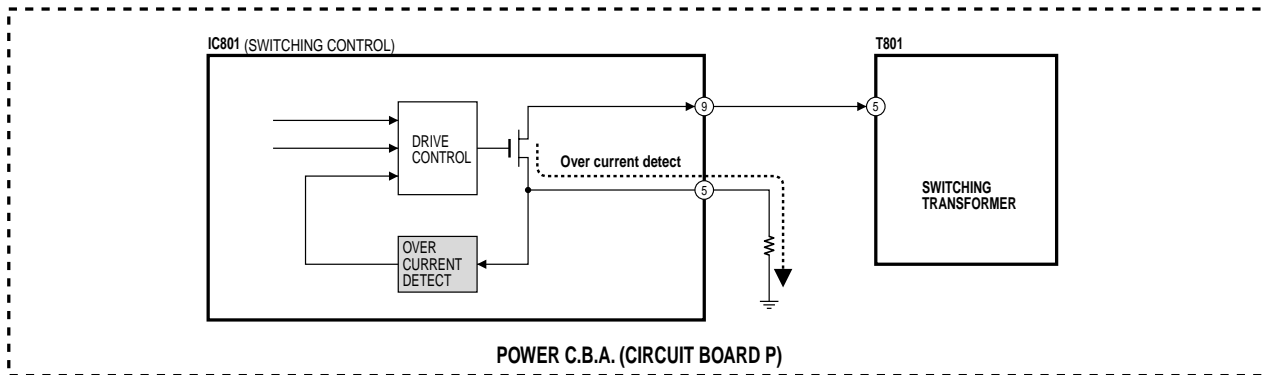 IC801 (SWITCHING CONTROL)
T801
9
5
DRIVE
CONTROL
Over current detect
5
SWITCHING
TRANSFORMER
OVER
CURRENT
DETECT
POWER C.B.A. (CIRCUIT BOARD P)